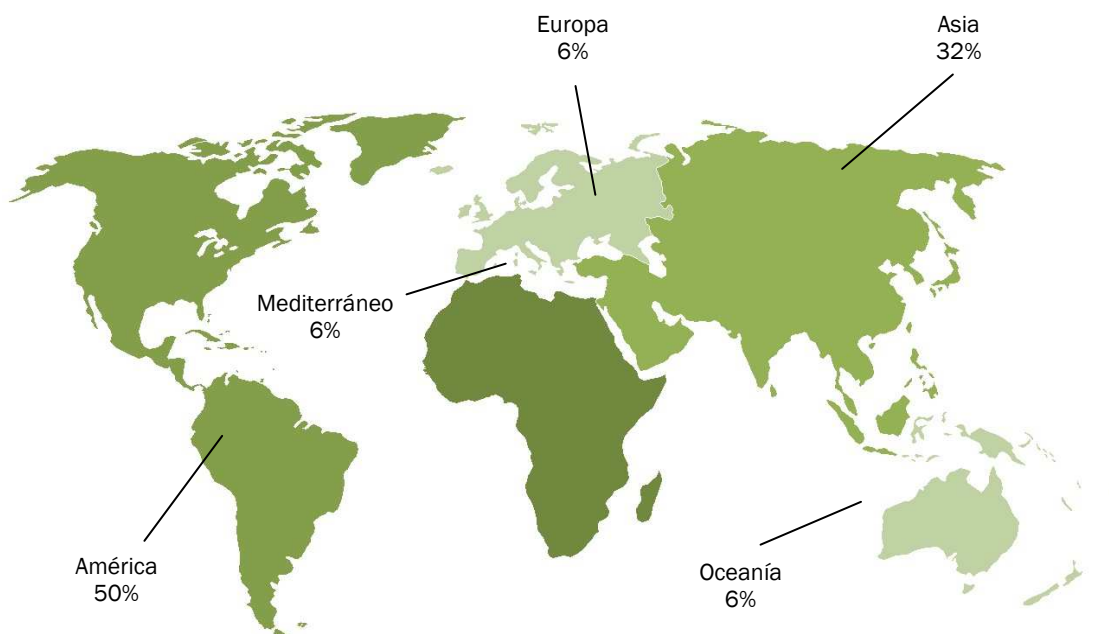 Europa
6%
Asia
32%
Mediterráneo
6%
América
50%
Oceanía
6%